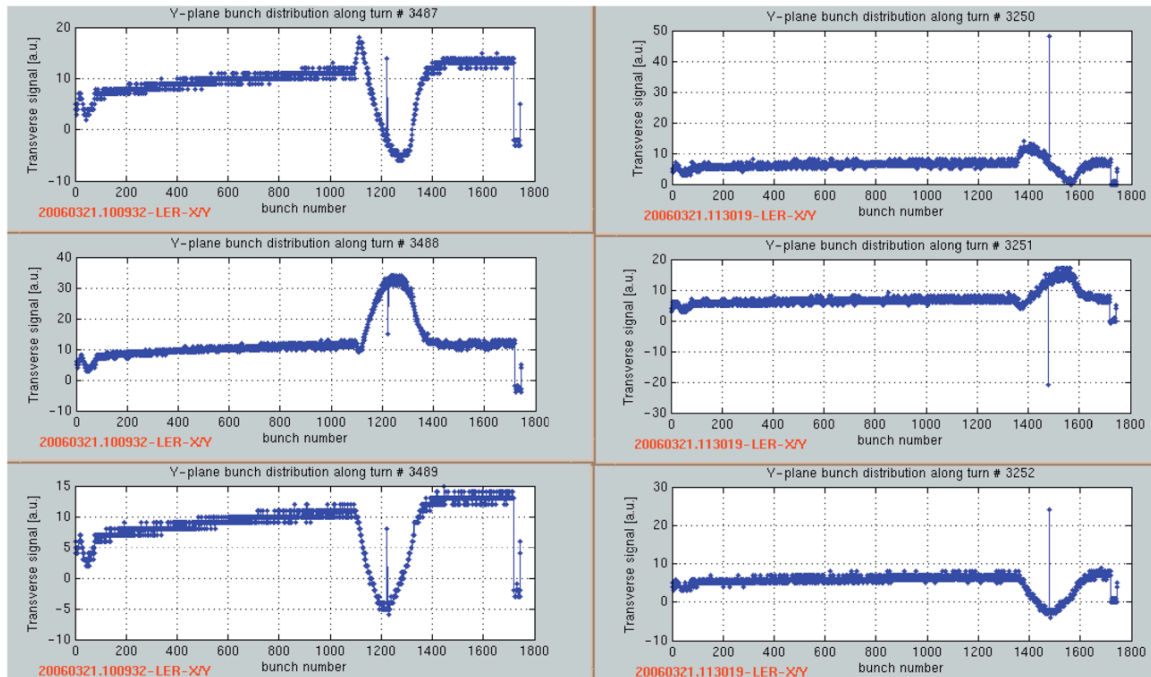 Y-plane bunch distribution along turn # 3487
Transverse signal [a.u.]
20
10
0
-10
0 200 400 600 800 1000 1200 1400 1600 1800
bunch number
20060321.100932-LER-X/Y
Y-plane bunch distribution along turn # 3488
Transverse signal [a.u.]
40
30
20
10
0
-10
0 200 400 600 800 1000 1200 1400 1600 1800
bunch number
20060321.100932-LER-X/Y
Y-plane bunch distribution along turn # 3489
Transverse signal [a.u.]
15
10
5
0
-5
-10
0 200 400 600 800 1000 1200 1400 1600 1800
bunch number
20060321.100932-LER-X/Y
Y-plane bunch distribution along turn # 3250
Transverse signal [a.u.]
50
40
30
20
10
0
0 200 400 600 800 1000 1200 1400 1600 1800
bunch number
20060321.113019-LER-X/Y
Y-plane bunch distribution along turn # 3251
Transverse signal [a.u.]
20
10
0
-10
-20
-30
0 200 400 600 800 1000 1200 1400 1600 1800
bunch number
20060321.113019-LER-X/Y
Y-plane bunch distribution along turn # 3252
Transverse signal [a.u.]
30
20
10
0
-10
0 200 400 600 800 1000 1200 1400 1600 1800
bunch number
20060321.113019-LER-X/Y